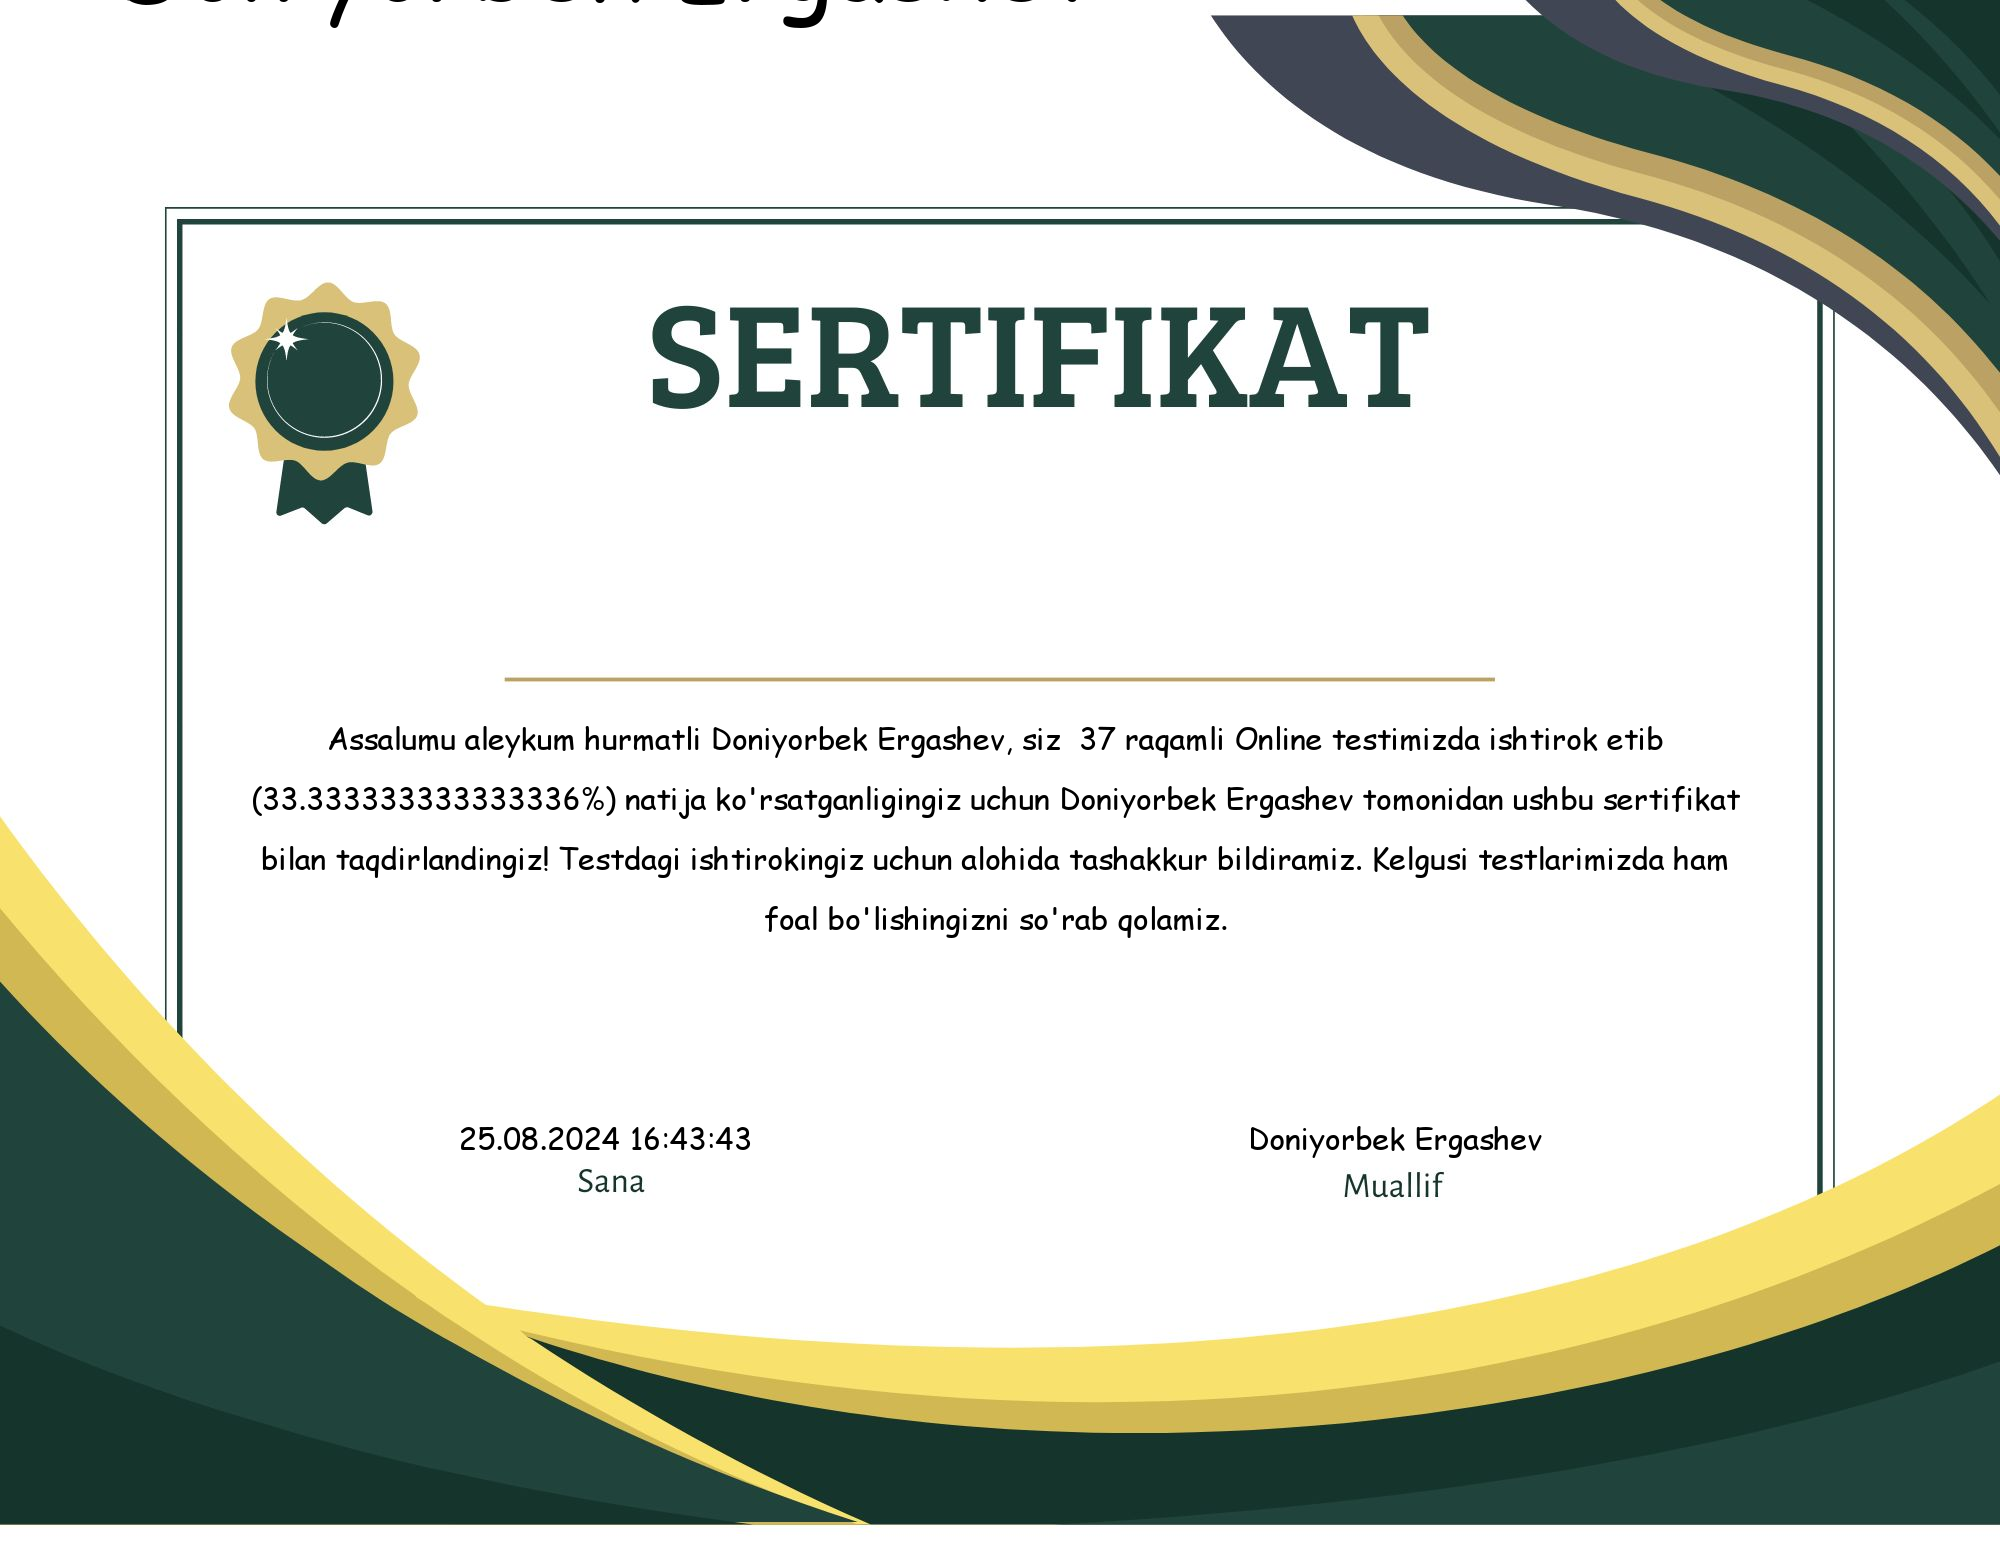 Doniyorbek Ergashev
SERTIFIKAT
Assalumu aleykum hurmatli Doniyorbek Ergashev, siz  37 raqamli Online testimizda ishtirok etib
(33.333333333333336%) natija ko'rsatganligingiz uchun Doniyorbek Ergashev tomonidan ushbu sertifikat
bilan taqdirlandingiz! Testdagi ishtirokingiz uchun alohida tashakkur bildiramiz. Kelgusi testlarimizda ham
foal bo'lishingizni so'rab qolamiz.
25.08.2024 16:43:43
Sana
Doniyorbek Ergashev
Muallif